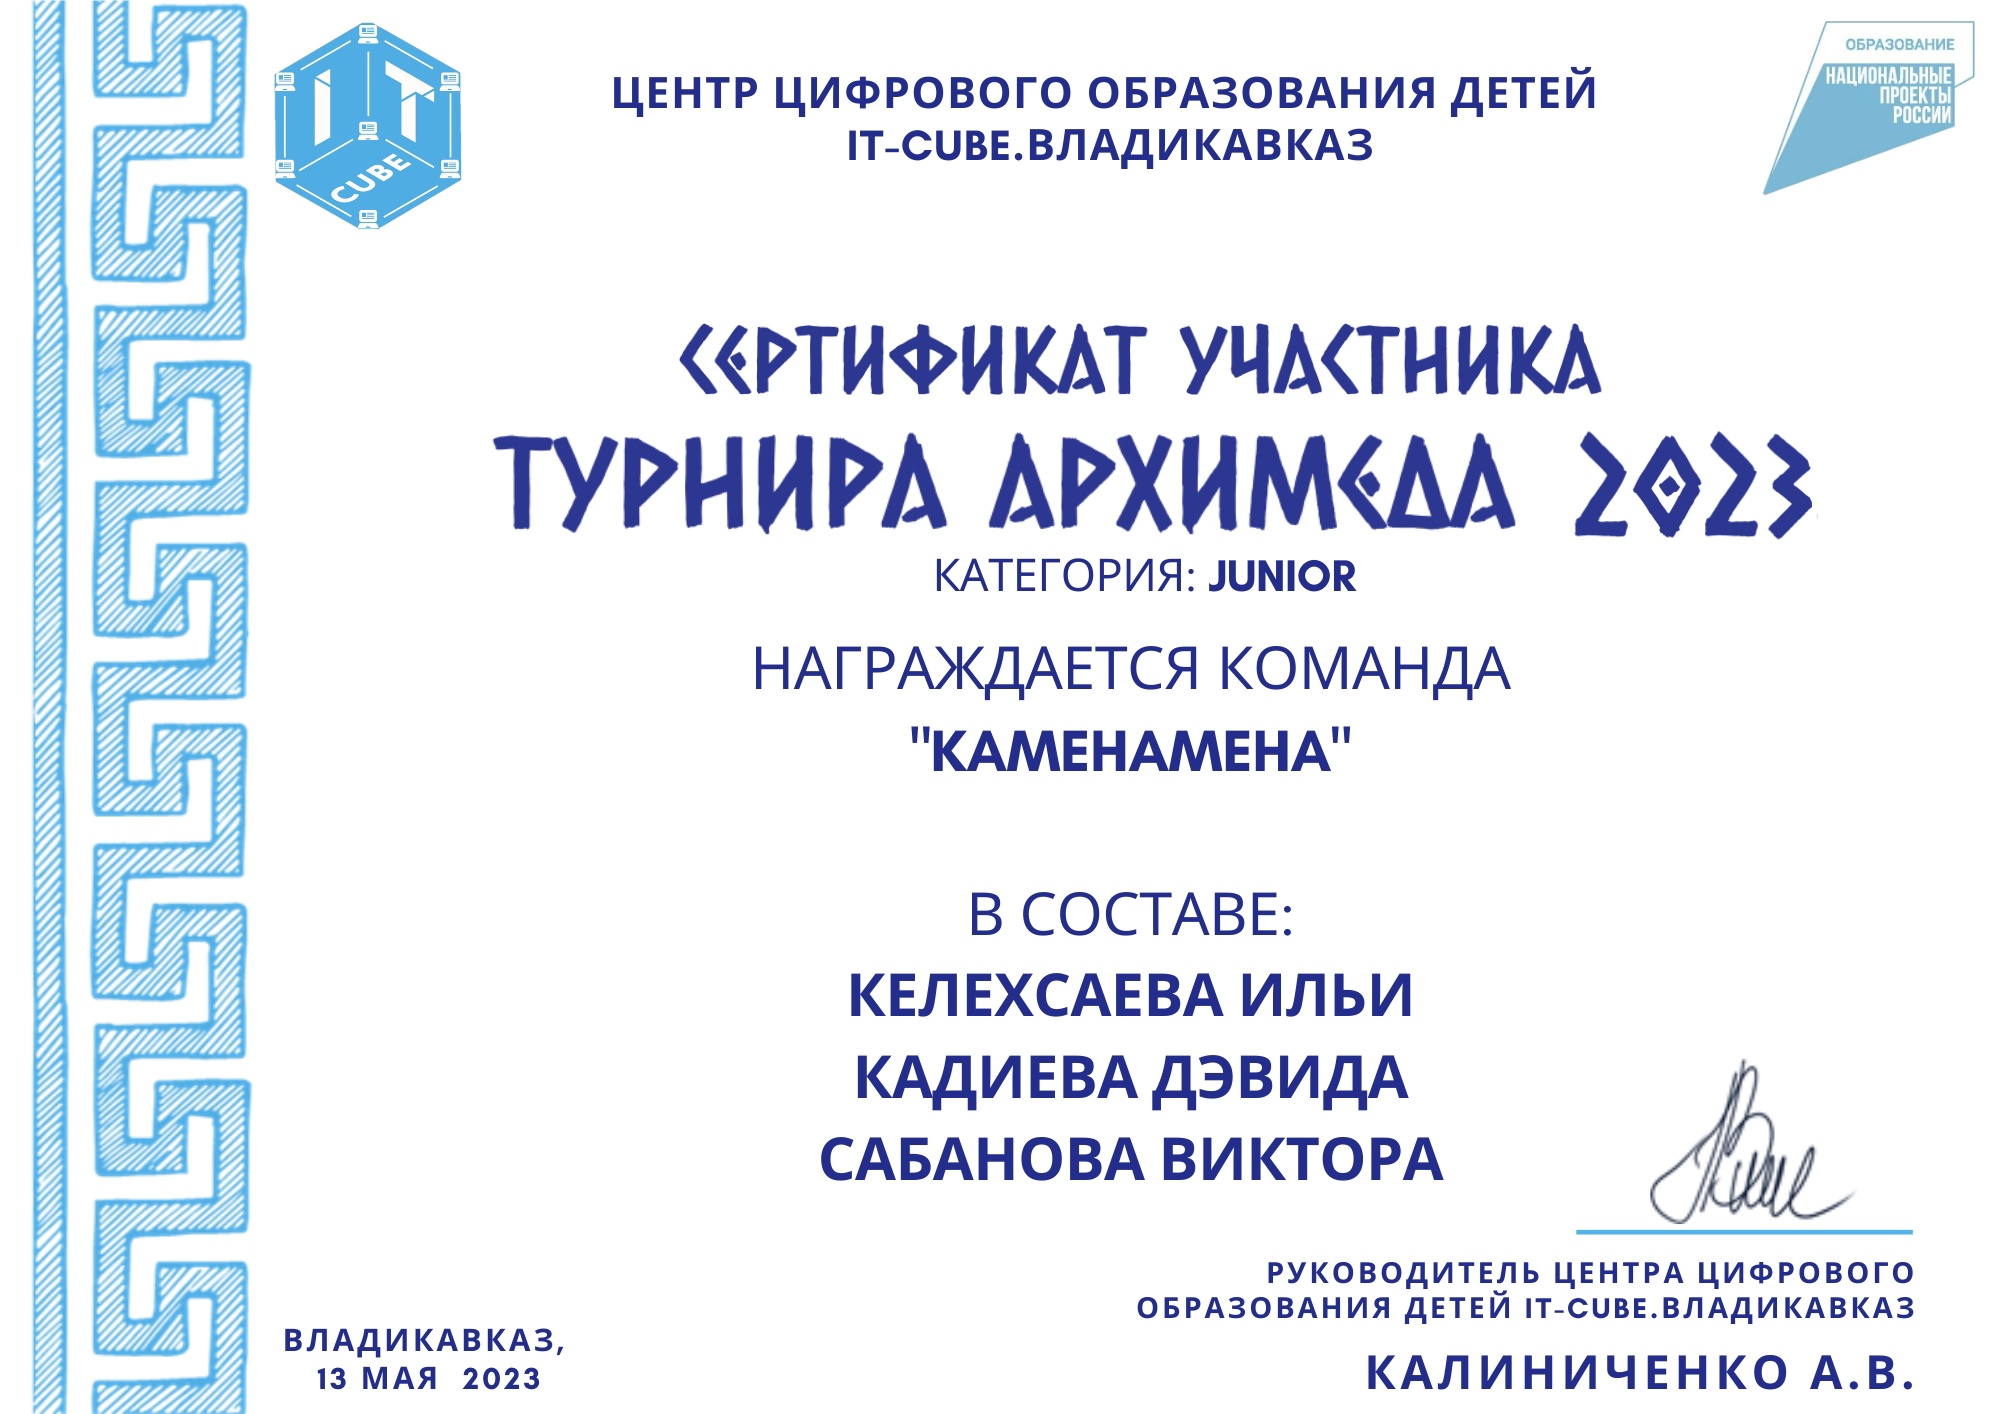 IT
CUBE
ЦЕНТР ЦИФРОВОГО ОБРАЗОВАНИЯ ДЕТЕЙ
IT-CUBE.ВЛАДИКАВКАЗ
ОБРАЗОВАНИЕ
НАЦИОНАЛЬНЫЕ
ПРОЕКТЫ
РОССИИ
СЕРТИФИКАТ УЧАСТНИКА
ТУРНИРА АРХИМЕДА 2023
КАТЕГОРИЯ: JUNIOR
НАГРАЖДАЕТСЯ КОМАНДА
"КАМЕНАМЕНА"
В СОСТАВЕ:
КЕЛЕХСАЕВА ИЛЬИ
КАДИЕВА ДЭВИДА
САБАНОВА ВИКТОРА
РУКОВОДИТЕЛЬ ЦЕНТРА ЦИФРОВОГО
ОБРАЗОВАНИЯ ДЕТЕЙ IT-CUBE.ВЛАДИКАВКАЗ
КАЛИНИЧЕНКО А.В.
ВЛАДИКАВКАЗ,
13 МАЯ 2023